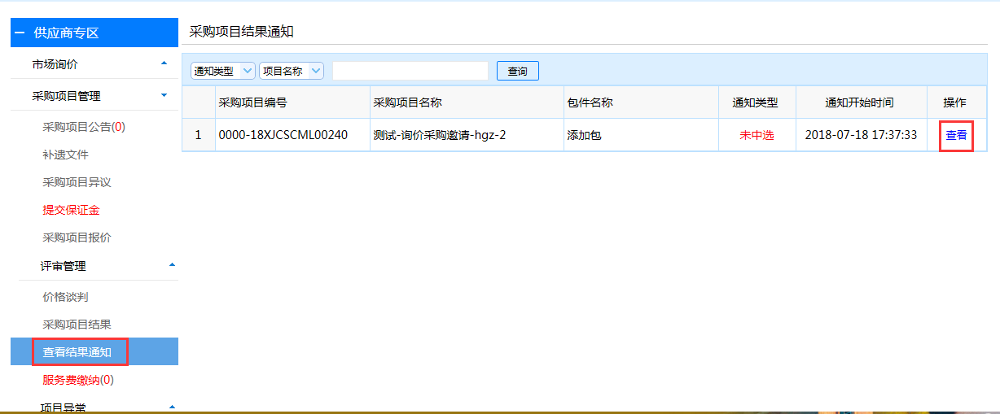 供应商专区
市场询价
采购项目管理
采购项目公告(0)
补遗文件
采购项目异议
提交保证金
采购项目报价
评审管理
价格谈判
采购项目结果
查看结果通知
服务费缴纳(0)
项目异常
采购项目结果通知
通知类型 项目名称 查询
采购项目编号 采购项目名称 包件名称 通知类型 通知开始时间 操作
1 0000-18XJCSCML00240 测试-询价采购邀请-hgz-2 添加包 未中选 2018-07-18 17:37:33 查看